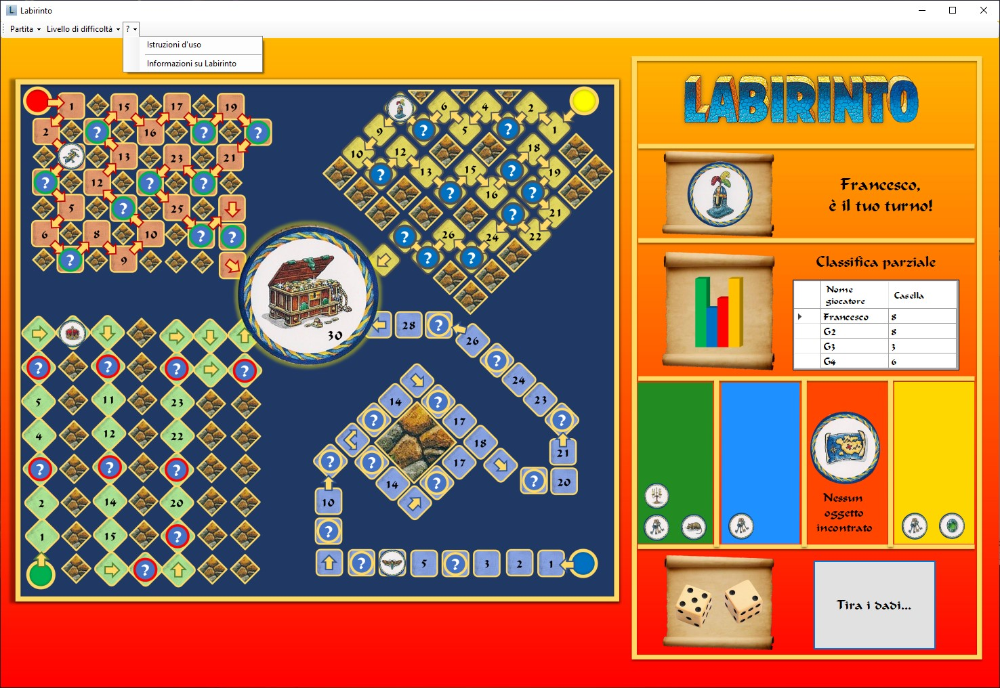 L Labirinto
Partita Livello di difficoltà ?
Istruzioni d'uso
Informazioni su Labirinto
1 15 17 19
2 ? 16 ? ?
13 23 21
? 12 ? ?
5 ? 25
6 8 10 ? ?
? 9
6 4 2
9 ? 5 ? 1
10 12 18
? 13 15 ? 19
? 16 ?
? 21
? 26 24 22
? ?
30
? ? ? ?
5 11 23
4 12 22
? ? ?
2 14 20
1 15 ?
?
28 ? 26
? 24 23 ?
21
? 20
14 ?
? 17
18
? ? 17
14 ?
10
?
? 5 ? 3 2 1
LABIRINTO
Francesco,
è il tuo turno!
Classifica parziale
Nome giocatore Casella
Francesco 8
G2 8
G3 3
G4 6
Nessun
oggetto
incontrato
Tira i dadi...